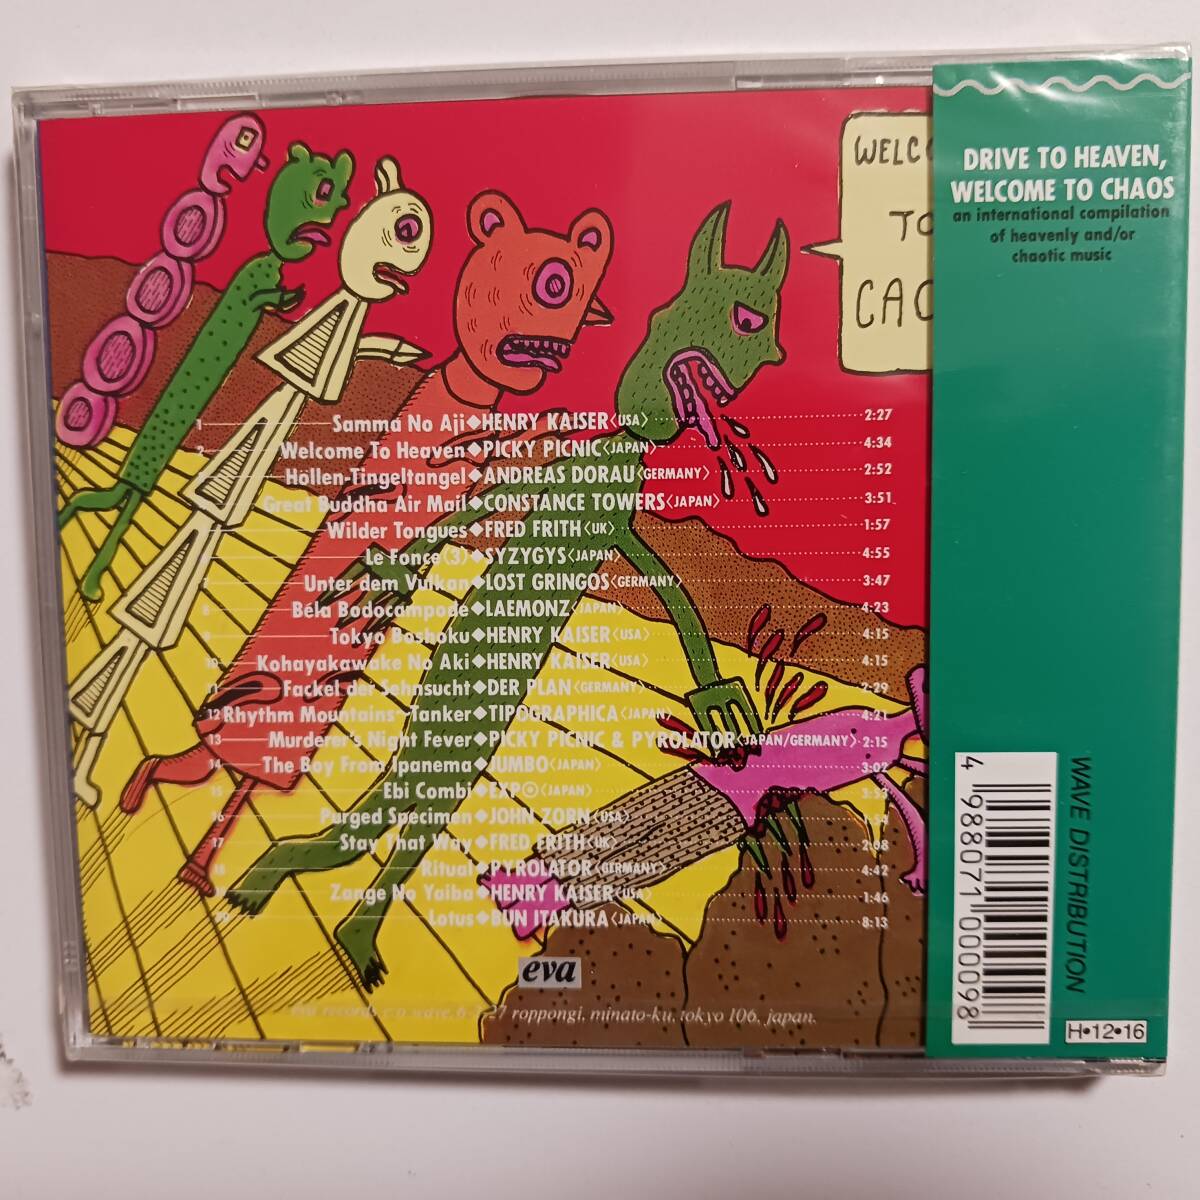 WELC
TO
CAO
DRIVE TO HEAVEN,
WELCOME TO CHAOS
an international compilation
of heavenly and/or
chaotic music
1 Samma No Aji◆HENRY KAISER〈USA〉 2:27
2 Welcome To Heaven◆PICKY PICNIC〈JAPAN〉 4:34
Höllen-Tingeltangel◆ANDREAS DORAU〈GERMANY〉 2:52
Great Buddha Air Mail◆CONSTANCE TOWERS〈JAPAN〉 3:51
Wilder Tongues◆FRED FRITH〈UK〉 1:57
Le Fonce〈3〉◆SYZYGYS〈JAPAN〉 4:55
7 Unter dem Vulkan◆LOST GRINGOS〈GERMANY〉 3:47
8 Béla Bodocampode◆LAEMONZ〈JAPAN〉 4:23
9 Tokyo Boshoku◆HENRY KAISER〈USA〉 4:15
10 Kohayakawake No Aki◆HENRY KAISER〈USA〉 4:15
11 Fackel der Sehnsucht◆DER PLAN〈GERMANY〉 2:29
12 Rhythm Mountains~Tanker◆TIPOGRAPHICA〈JAPAN〉 4:21
13 Murderer's Night Fever◆PICKY PICNIC & PYROLATOR〈JAPAN/GERMANY〉 2:15
14 The Boy From Ipanema◆JUMBO〈JAPAN〉 3:02
15 Ebi Combi◆EXPO〈JAPAN〉 3:53
16 Purged Specimen◆JOHN ZORN〈USA〉 1:54
17 Stay That Way◆FRED FRITH〈UK〉 2:08
18 Ritual◆PYROLATOR〈GERMANY〉 4:42
Zange No Yaiba◆HENRY KAISER〈USA〉 1:46
20 Lotus◆BUN ITAKURA〈JAPAN〉 8:13
eva
records c/o wave, 6-2-27 roppongi, minato-ku, tokyo 106, japan.
WAVE DISTRIBUTION
4 988071 000098
H•12•16